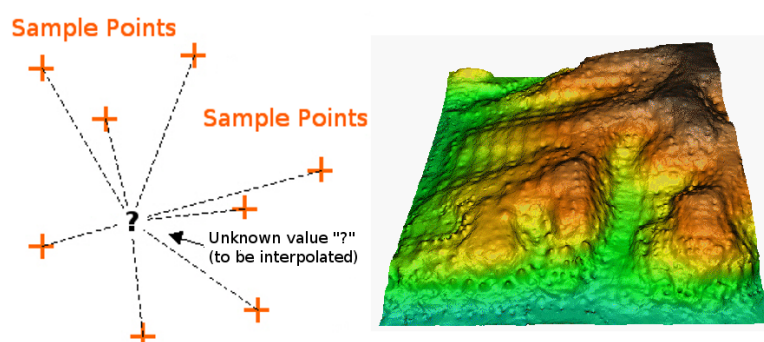 Sample Points
Sample Points
?
Unknown value "?"
(to be interpolated)